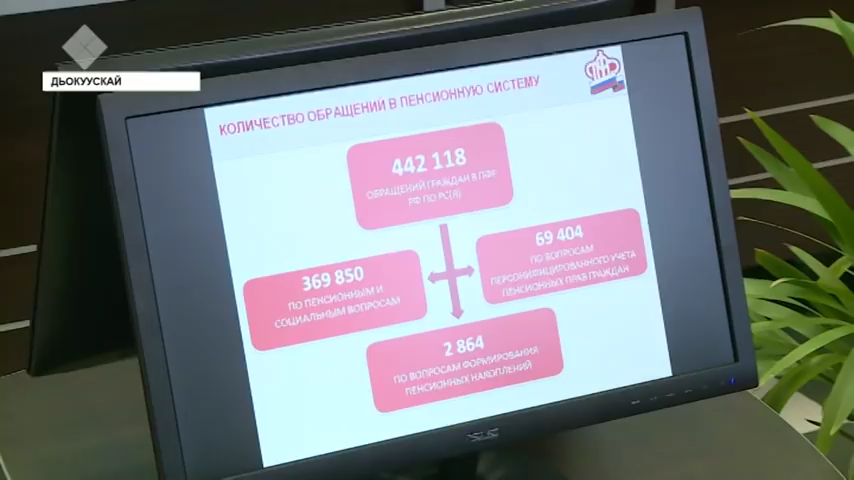 ДЬОКУУСКАЙ
КОЛИЧЕСТВО ОБРАЩЕНИЙ В ПЕНСИОННУЮ СИСТЕМУ
442 118
ОБРАЩЕНИЙ ГРАЖДАН В ПФР
РФ ПО РС(Я)
369 850
ПО ПЕНСИОННЫМ И
СОЦИАЛЬНЫМ ВОПРОСАМ
69 404
ПО ВОПРОСАМ
ПЕРСОНИФИЦИРОВАННОГО УЧЕТА
ПЕНСИОННЫХ ПРАВ ГРАЖДАН
2 864
ПО ВОПРОСАМ ФОРМИРОВАНИЯ
ПЕНСИОННЫХ НАКОПЛЕНИЙ